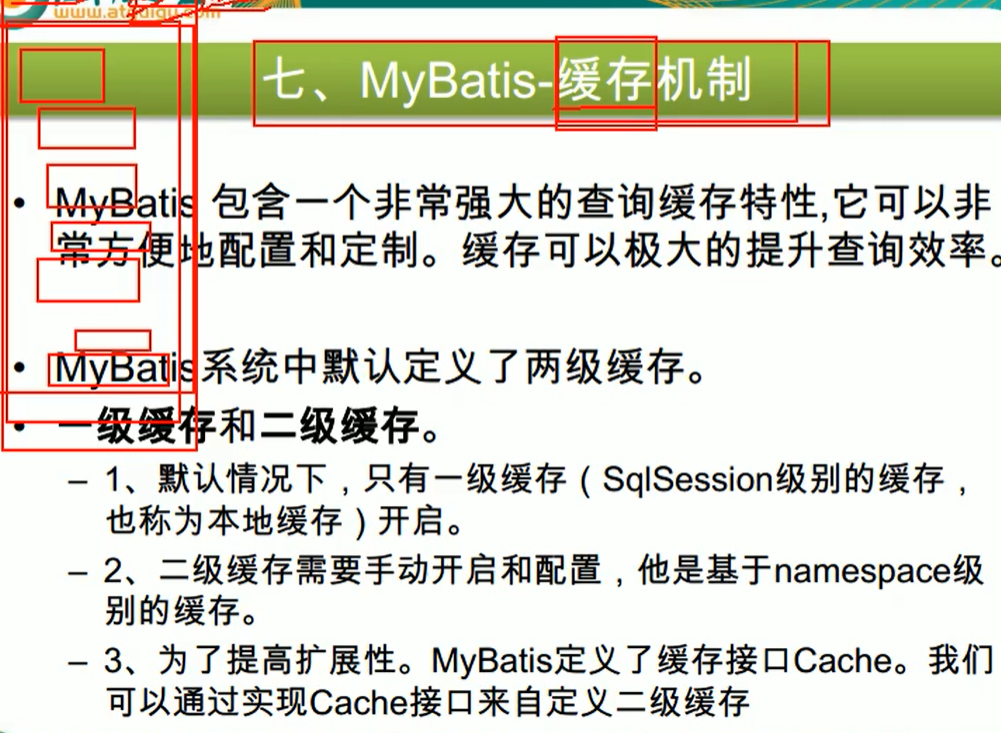 www.atguigu.com
七、MyBatis-缓存机制
• MyBatis 包含一个非常强大的查询缓存特性,它可以非
常方便地配置和定制。缓存可以极大的提升查询效率。
• MyBatis系统中默认定义了两级缓存。
• 一级缓存和二级缓存。
– 1、默认情况下，只有一级缓存（SqlSession级别的缓存，
也称为本地缓存）开启。
– 2、二级缓存需要手动开启和配置，他是基于namespace级
别的缓存。
– 3、为了提高扩展性。MyBatis定义了缓存接口Cache。我们
可以通过实现Cache接口来自定义二级缓存